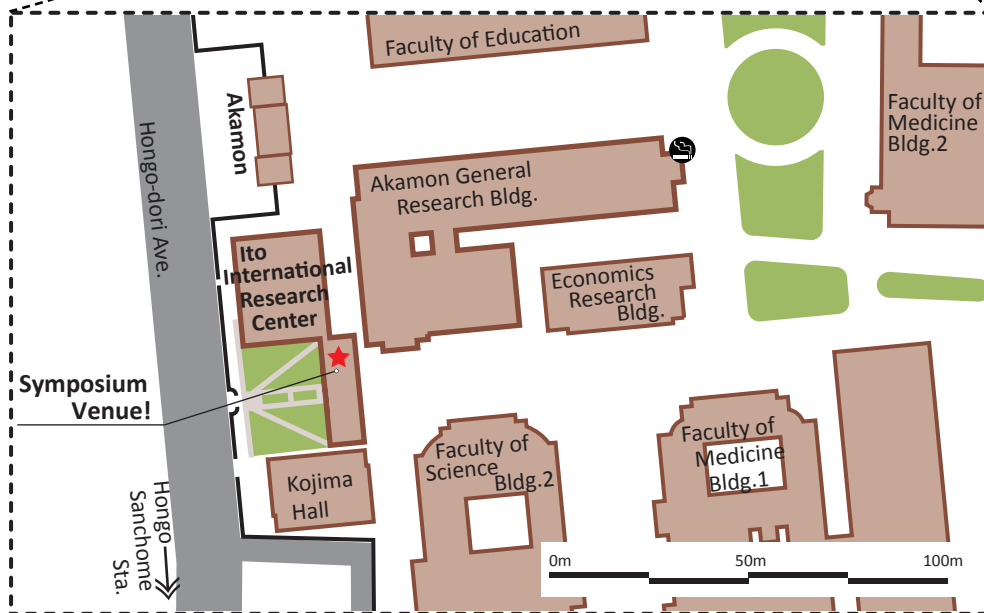 Faculty of Education
Akamon
Hongo-dori Ave.
Faculty of
Medicine
Bldg.2
Akamon General
Research Bldg.
Ito
International
Research
Center
Economics
Research
Bldg.
Symposium
Venue!
Faculty of
Science
Bldg.2
Faculty of
Medicine
Bldg.1
Kojima
Hall
Hongo
Sanchome
Sta.
0m 50m 100m